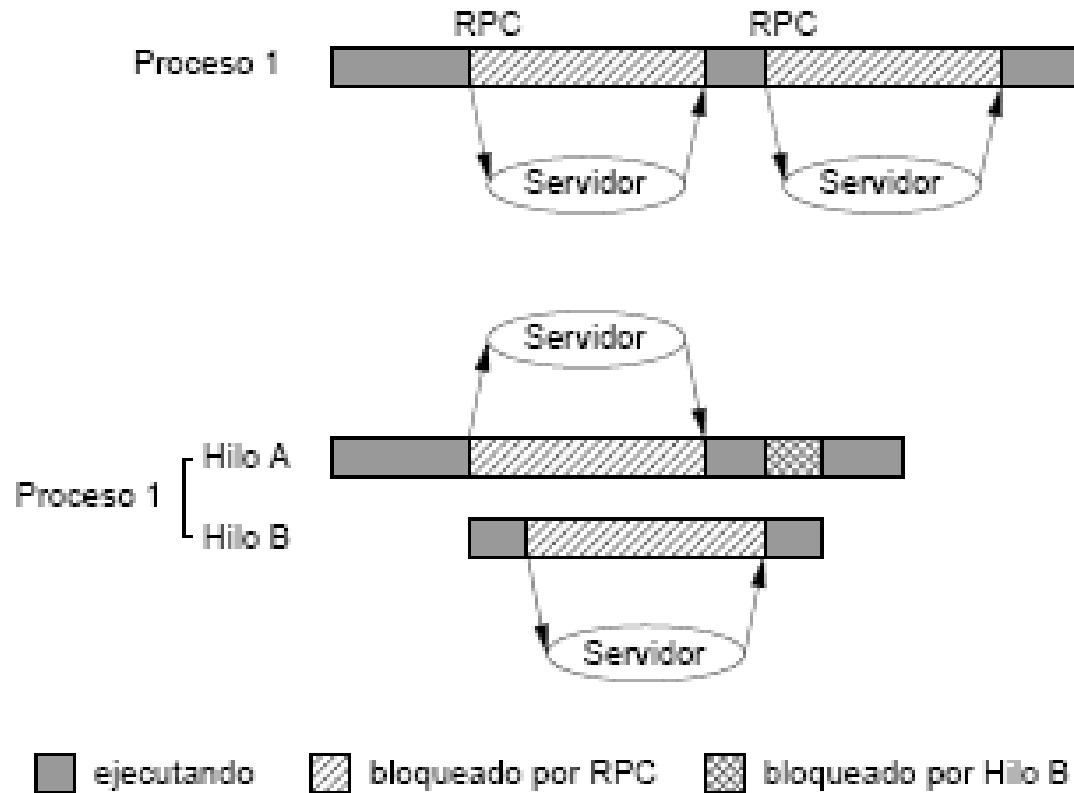 RPC RPC
Proceso 1
Servidor Servidor
Servidor
Hilo A
Proceso 1
Hilo B
Servidor
ejecutando bloqueado por RPC bloqueado por Hilo B